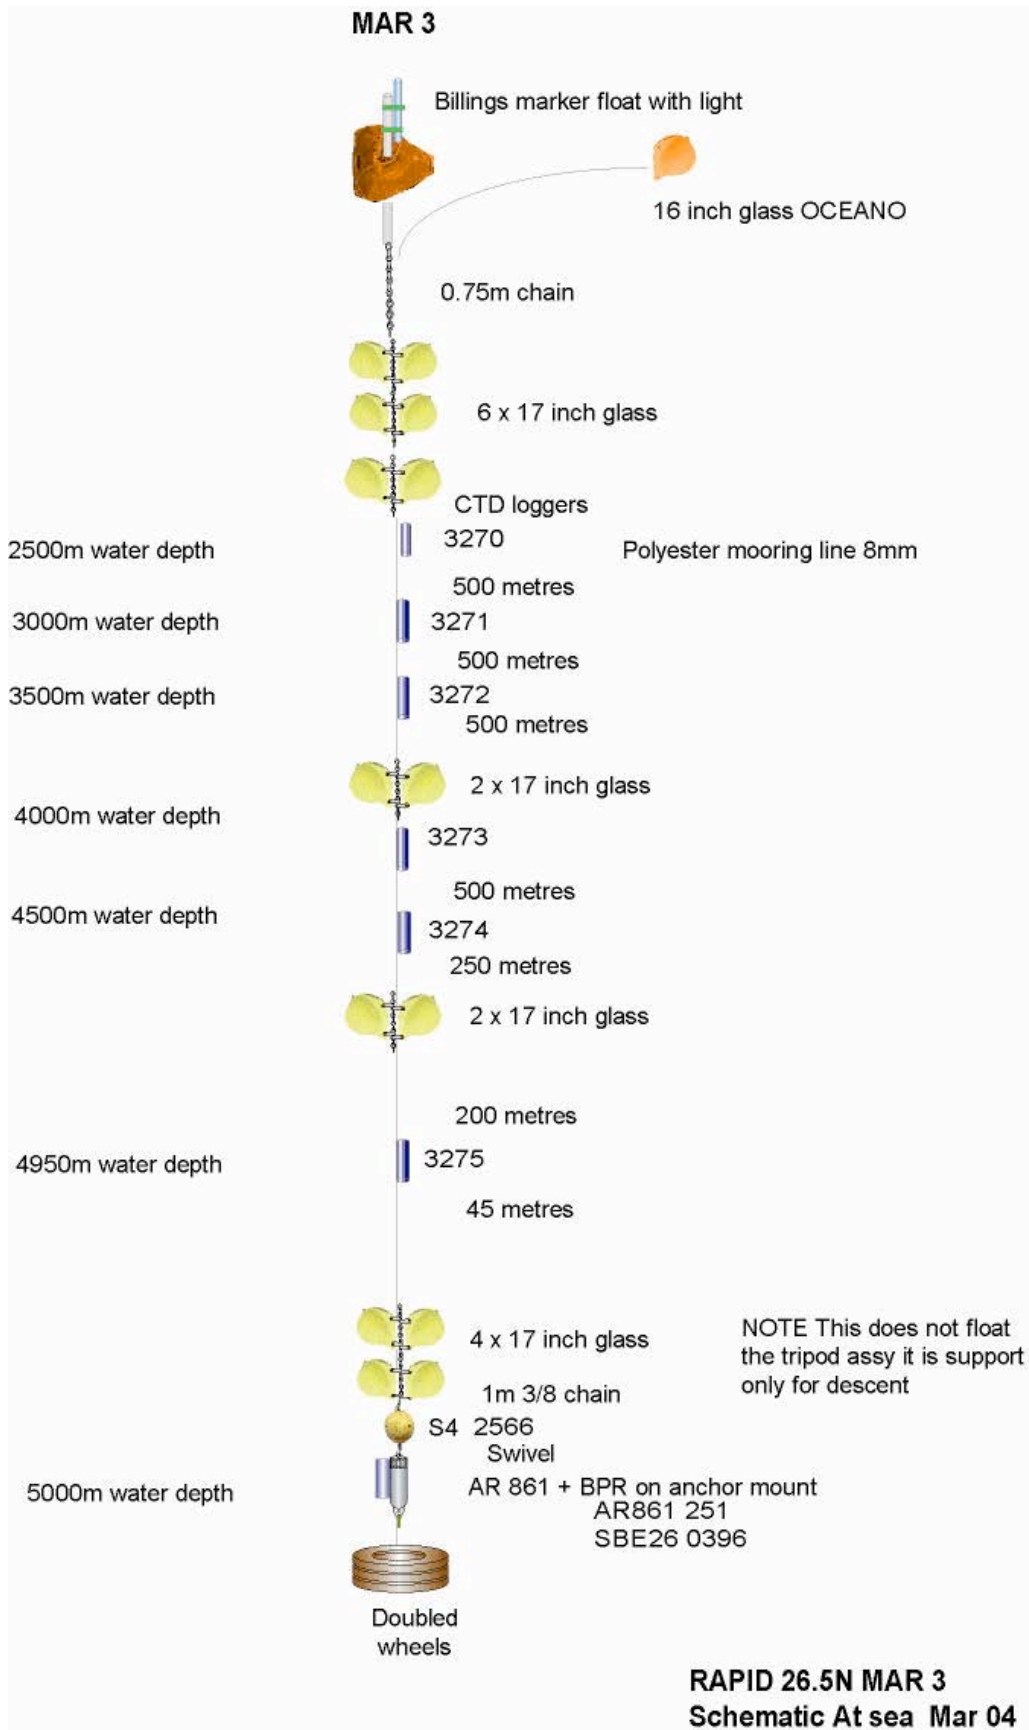 MAR 3
Billings marker float with light
16 inch glass OCEANO
0.75m chain
6 x 17 inch glass
CTD loggers
3270
2500m water depth
Polyester mooring line 8mm
500 metres
3000m water depth
3271
500 metres
3500m water depth
3272
500 metres
2 x 17 inch glass
4000m water depth
3273
500 metres
4500m water depth
3274
250 metres
2 x 17 inch glass
200 metres
4950m water depth
3275
45 metres
4 x 17 inch glass
NOTE This does not float
the tripod assy it is support
only for descent
1m 3/8 chain
S4 2566
Swivel
5000m water depth
AR 861 + BPR on anchor mount
AR861 251
SBE26 0396
Doubled
wheels
RAPID 26.5N MAR 3
Schematic At sea Mar 04